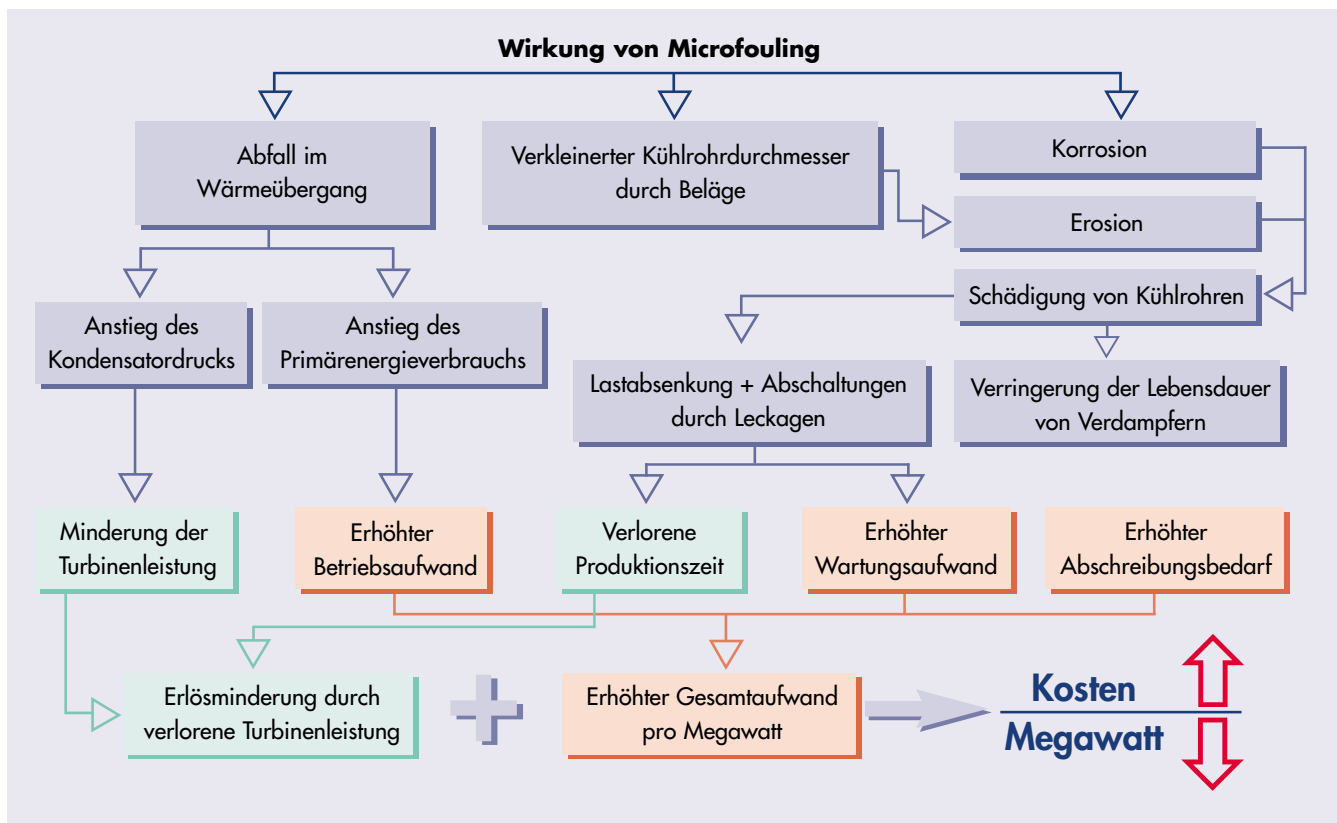 Wirkung von Microfouling
Abfall im
Wärmeübergang
Verkleinerter Kühlrohrdurchmesser
durch Beläge
Korrosion
Erosion
Schädigung von Kühlrohren
Anstieg des
Kondensatordrucks
Anstieg des
Primärenergieverbrauchs
Lastabsenkung + Abschaltungen
durch Leckagen
Verringerung der Lebensdauer
von Verdampfern
Minderung der
Turbinenleistung
Erhöhter
Betriebsaufwand
Verlorene
Produktionszeit
Erhöhter
Wartungsaufwand
Erhöhter
Abschreibungsbedarf
Erlösminderung durch
verlorene Turbinenleistung
+
Erhöhter Gesamtaufwand
pro Megawatt
Kosten
Megawatt